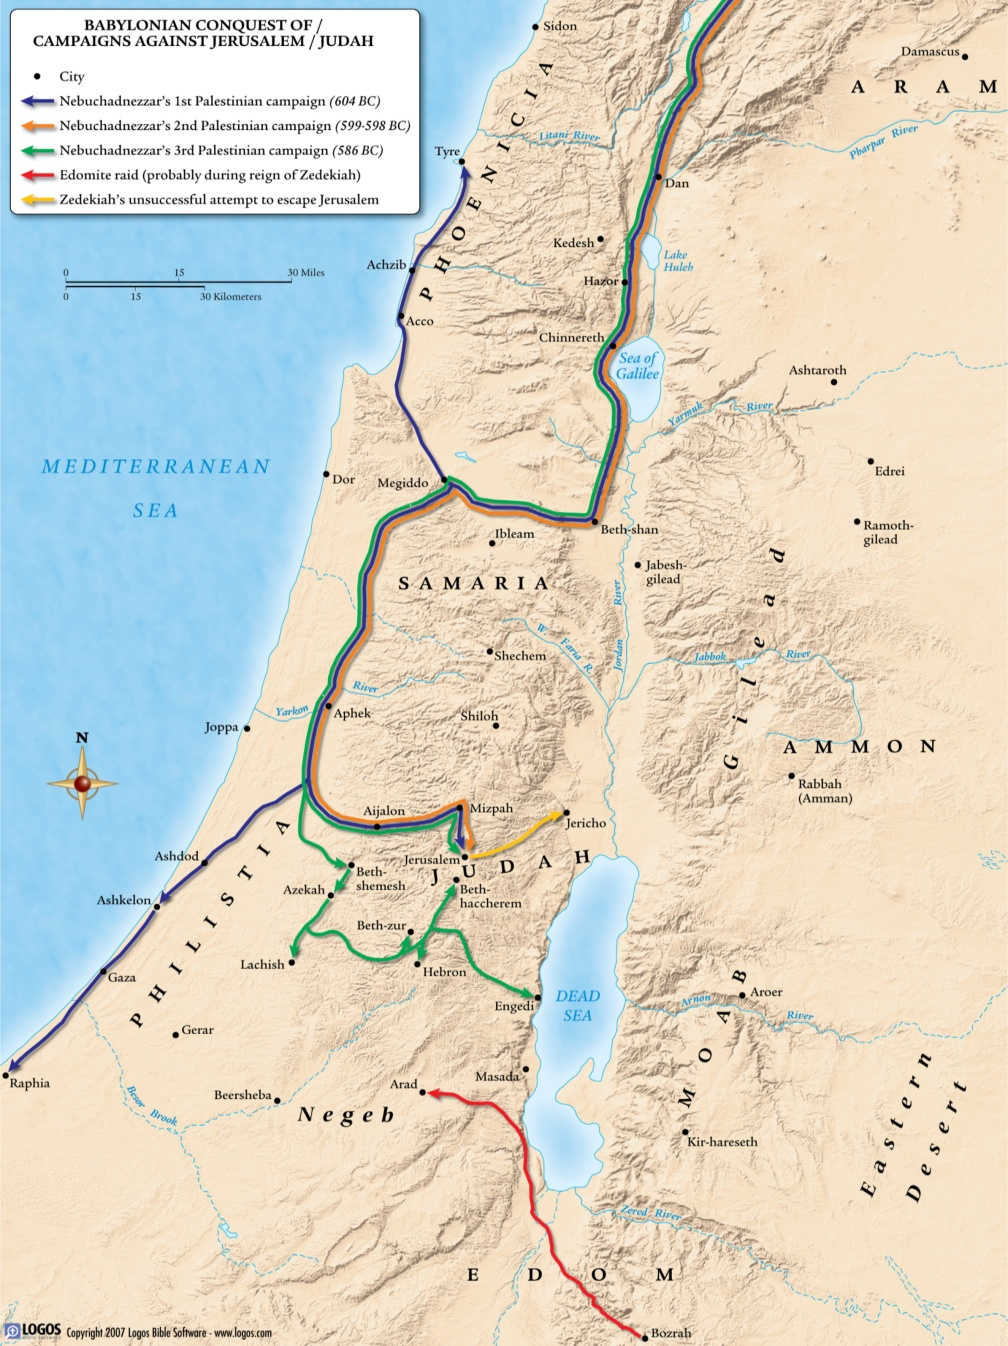 BABYLONIAN CONQUEST OF /
CAMPAIGNS AGAINST JERUSALEM / JUDAH
City
Nebuchadnezzar's 1st Palestinian campaign (604 BC)
Nebuchadnezzar's 2nd Palestinian campaign (599-598 BC)
Nebuchadnezzar's 3rd Palestinian campaign (586 BC)
Edomite raid (probably during reign of Zedekiah)
Zedekiah's unsuccessful attempt to escape Jerusalem
0 15 30 Miles
0 15 30 Kilometers
Sidon
Damascus
ARAM
PHOENICIA
Litani River
Pharpar River
Tyre
Dan
Kedesh
Lake
Huleh
Achzib
Hazor
Acco
Chinnereth
Sea of
Galilee
Ashtaroth
Yarmuk River
MEDITERRANEAN
SEA
Dor
Megiddo
Edrei
Beth-shan
Ramoth-
gilead
Ibleam
Jabesh-
gilead
SAMARIA
Gilead
Jordan River
W. Faria R.
Shechem
Jabbok River
Yarkon River
Aphek
Joppa
Shiloh
N
AMMON
Rabbah
(Amman)
Aijalon
Mizpah
Jericho
Ashdod
Jerusalem
JUDAH
PHILISTIA
Beth-
shemesh
Azekah
Beth-
haccherem
Ashkelon
Beth-zur
Lachish
Hebron
Gaza
Engedi
DEAD
SEA
Aroer
Arnon River
MOAB
Gerar
Raphia
Masada
Arad
Beersheba
Besor Brook
Negeb
Kir-hareseth
Eastern
Desert
Zered River
EDOM
Bozrah
LOGOS
Copyright 2007 Logos Bible Software - www.logos.com